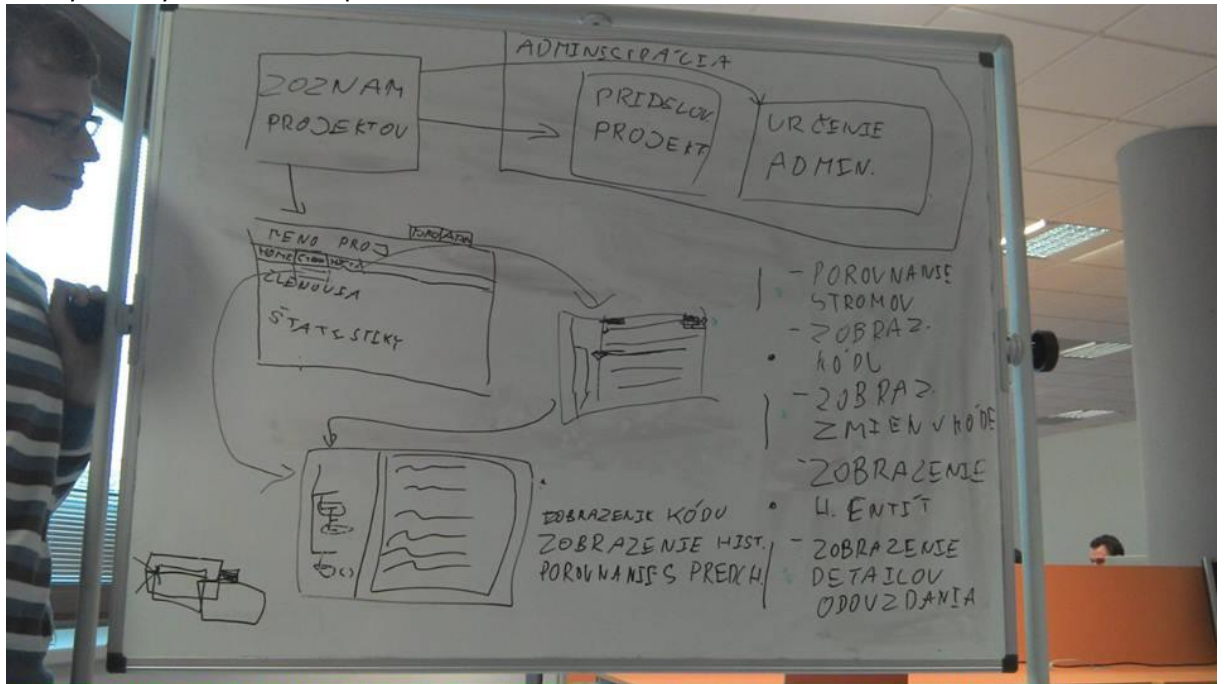 ADMINSCIPÁCIA
ZOZNAM
PROJEKTOV
PRIDELOV.
PROJEKT
URČENIE
ADMIN.
MENO PROJ
HOME
ČLENOVIA
ŠTATISTIKY
- POROVNANIE
STROMOV
- ZOBRAZ.
KÓDU
- ZOBRAZ.
ZMIEN V KÓDE
- ZOBRAZENIE
H. ENTÍT
- ZOBRAZENIE
DETAILOV
ODOVZDANIA
ZOBRAZENIE KÓDU
ZOBRAZENIE HIST.
POROVNANIE S PREDCH.